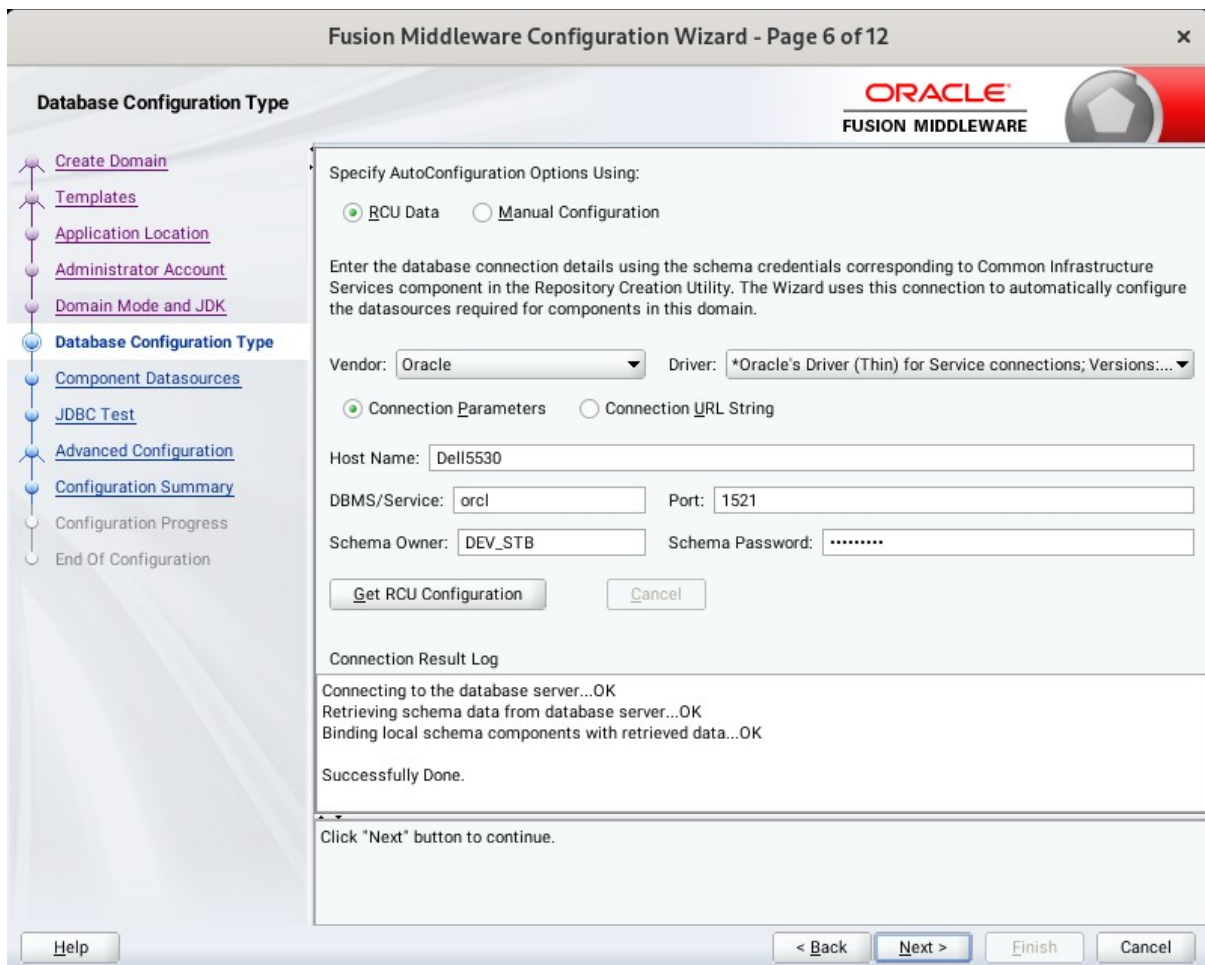 Fusion Middleware Configuration Wizard - Page 6 of 12
×
Database Configuration Type
ORACLE
FUSION MIDDLEWARE
Create Domain
Templates
Application Location
Administrator Account
Domain Mode and JDK
Database Configuration Type
Component Datasources
JDBC Test
Advanced Configuration
Configuration Summary
Configuration Progress
End Of Configuration
Specify AutoConfiguration Options Using:
RCU Data Manual Configuration
Enter the database connection details using the schema credentials corresponding to Common Infrastructure
Services component in the Repository Creation Utility. The Wizard uses this connection to automatically configure
the datasources required for components in this domain.
Vendor: Oracle Driver: *Oracle's Driver (Thin) for Service connections; Versions:...
Connection Parameters Connection URL String
Host Name: Dell5530
DBMS/Service: orcl Port: 1521
Schema Owner: DEV_STB Schema Password: •••••••••
Get RCU Configuration Cancel
Connection Result Log
Connecting to the database server...OK
Retrieving schema data from database server...OK
Binding local schema components with retrieved data...OK
Successfully Done.
Click "Next" button to continue.
Help < Back Next > Finish Cancel